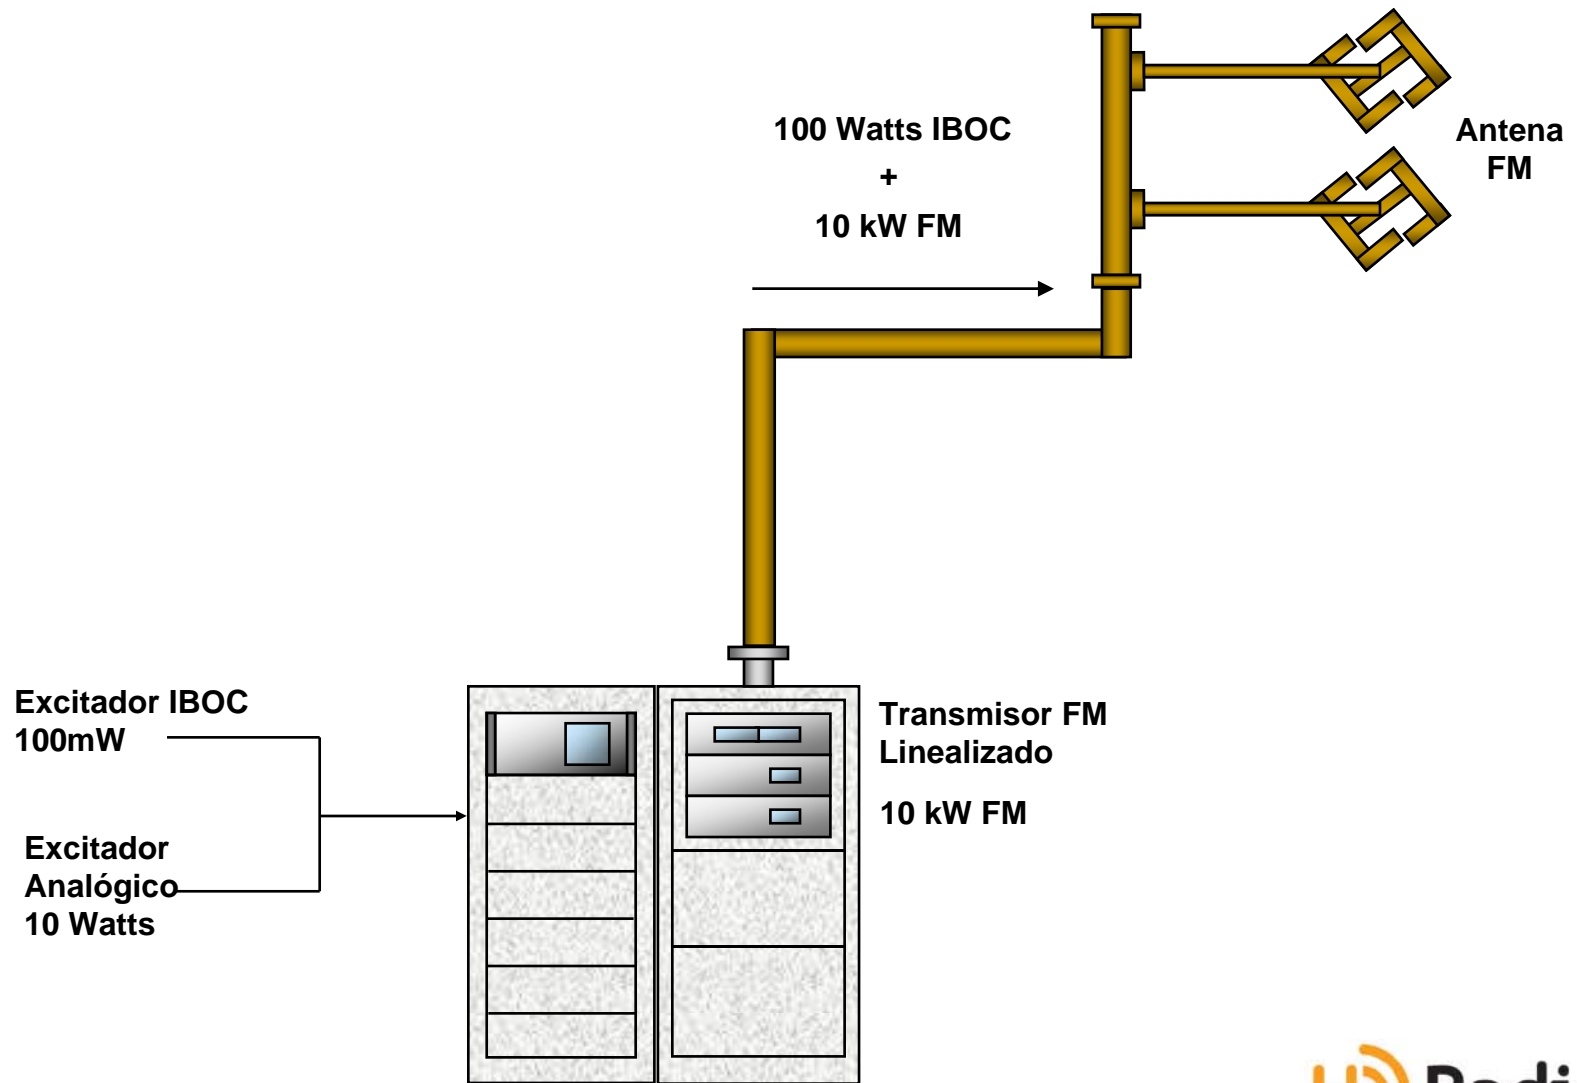 100 Watts IBOC
+
10 kW FM
Antena
FM
Excitador IBOC
100mW
Transmisor FM
Linealizado
10 kW FM
Excitador
Analógico
10 Watts